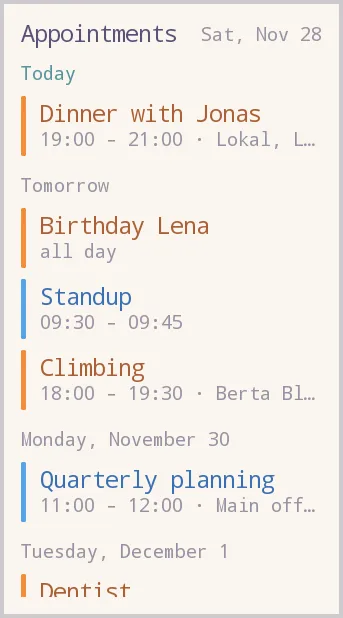 Appointments Sat, Nov 28
Today
Dinner with Jonas
19:00 – 21:00 · Lokal, L…
Tomorrow
Birthday Lena
all day
Standup
09:30 – 09:45
Climbing
18:00 – 19:30 · Berta Bl…
Monday, November 30
Quarterly planning
11:00 – 12:00 · Main off…
Tuesday, December 1
Dentist